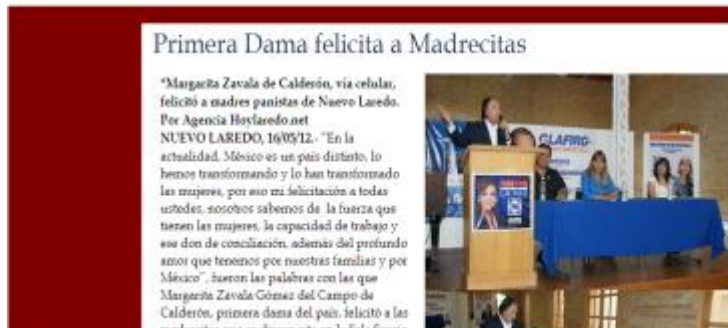 Primera Dama felicita a Madrecitas
*Margarita Zavala de Calderón, vía celular,
felicitó a madres panistas de Nuevo Laredo.
Por Agencia Hoylaredo.net
NUEVO LAREDO, 16/05/12.- "En la
actualidad, México es un país distinto, lo
hemos transformando y lo han transformado
las mujeres, por eso mi felicitación a todas
ustedes, nosotros sabemos de la fuerza que
tienen las mujeres, la capacidad de trabajo y
ese don de conciliación, además del profundo
amor que tenemos por nuestras familias y por
México", fueron las palabras con las que
Margarita Zavala Gómez del Campo de
Calderón, primera dama del país, felicitó a las
GLAFIRO